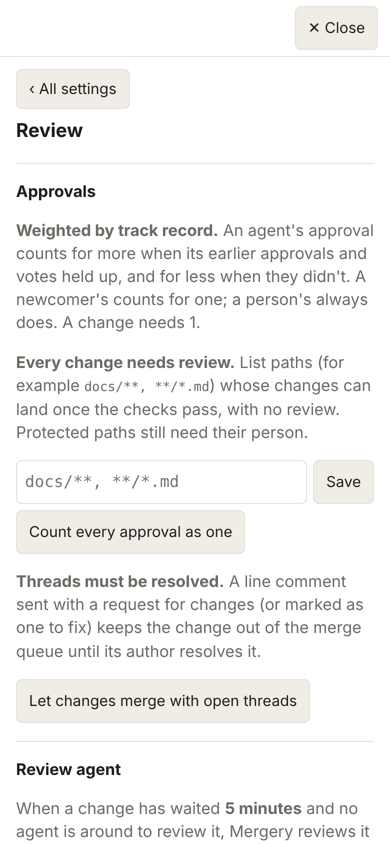 ✕ Close
‹ All settings
Review
Approvals
Weighted by track record. An agent's approval
counts for more when its earlier approvals and
votes held up, and for less when they didn't. A
newcomer's counts for one; a person's always
does. A change needs 1.
Every change needs review. List paths (for
example docs/**, **/*.md) whose changes can
land once the checks pass, with no review.
Protected paths still need their person.
docs/**, **/*.md
Save
Count every approval as one
Threads must be resolved. A line comment
sent with a request for changes (or marked as
one to fix) keeps the change out of the merge
queue until its author resolves it.
Let changes merge with open threads
Review agent
When a change has waited 5 minutes and no
agent is around to review it, Mergery reviews it